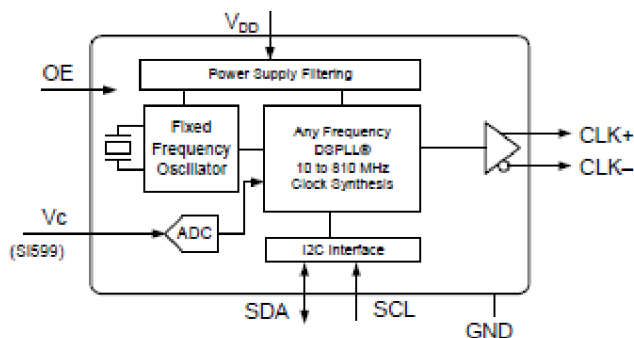 VDD
OE
Power Supply Filtering
Fixed
Frequency
Oscillator
Any Frequency
DSPLL®
10 to 810 MHz
Clock Synthesis
CLK+
CLK–
Vc
(SI599)
ADC
I2C Interface
SDA
SCL
GND